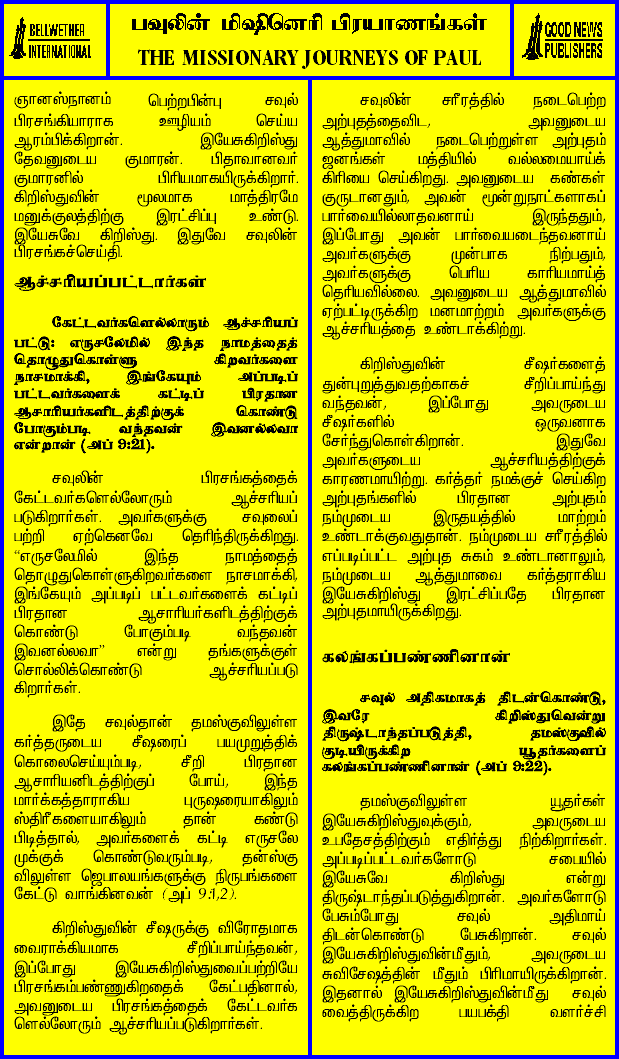 BELLWETHER
INTERNATIONAL
பவுலின் மிஷினெரி பிரயாணங்கள்
THE MISSIONARY JOURNEYS OF PAUL
GOOD NEWS
PUBLISHERS
ஞானஸ்நானம் பெற்றபின்பு சவுல்
பிரசங்கியாராக ஊழியம் செய்ய
ஆரம்பிக்கிறான். இயேசுகிறிஸ்து
தேவனுடைய குமாரன். பிதாவானவர்
குமாரனில் பிரியமாகயிருக்கிறார்.
கிறிஸ்துவின் மூலமாக மாத்திரமே
மனுக்குலத்திற்கு இரட்சிப்பு உண்டு.
இயேசுவே கிறிஸ்து. இதுவே சவுலின்
பிரசங்கச்செய்தி.
ஆச்சரியப்பட்டார்கள்
கேட்டவர்களெல்லாரும் ஆச்சரியப்
பட்டு: எருசலேமில் இந்த நாமத்தைத்
தொழுதுகொள்ளு கிறவர்களை
நாசமாக்கி, இங்கேயும் அப்படிப்
பட்டவர்களைக் கட்டிப் பிரதான
ஆசாரியர்களிடத்திற்குக் கொண்டு
போகும்படி வந்தவன் இவனல்லவா
என்றான் (அப் 9:21).
சவுலின் பிரசங்கத்தைக்
கேட்டவர்களெல்லோரும் ஆச்சரியப்
படுகிறார்கள். அவர்களுக்கு சவுலைப்
பற்றி ஏற்கெனவே தெரிந்திருக்கிறது.
“எருசலேமில் இந்த நாமத்தைத்
தொழுதுகொள்ளுகிறவர்களை நாசமாக்கி,
இங்கேயும் அப்படிப் பட்டவர்களைக் கட்டிப்
பிரதான ஆசாரியர்களிடத்திற்குக்
கொண்டு போகும்படி வந்தவன்
இவனல்லவா” என்று தங்களுக்குள்
சொல்லிக்கொண்டு ஆச்சரியப்படு
கிறார்கள்.
இதே சவுல்தான் தமஸ்குவிலுள்ள
கர்த்தருடைய சீஷரைப் பயமுறுத்திக்
கொலைசெய்யும்படி, சீறி பிரதான
ஆசாரியனிடத்திற்குப் போய், இந்த
மார்க்கத்தாராகிய புருஷரையாகிலும்
ஸ்திரீகளையாகிலும் தான் கண்டு
பிடித்தால், அவர்களைக் கட்டி எருசலே
முக்குக் கொண்டுவரும்படி, தன்ஸ்கு
விலுள்ள ஜெபாலயங்களுக்கு நிருபங்களை
கேட்டு வாங்கினவன் (அப் 9:1,2).
கிறிஸ்துவின் சீஷருக்கு விரோதமாக
வைராக்கியமாக சீறிப்பாய்ந்தவன்,
இப்போது இயேசுகிறிஸ்துவைப்பற்றியே
பிரசங்கம்பண்ணுகிறதைக் கேட்பதினால்,
அவனுடைய பிரசங்கத்தைக் கேட்டவர்க
ளெல்லோரும் ஆச்சரியப்படுகிறார்கள்.
சவுலின் சரீரத்தில் நடைபெற்ற
அற்புதத்தைவிட, அவனுடைய
ஆத்துமாவில் நடைபெற்றுள்ள அற்புதம்
ஜனங்கள் மத்தியில் வல்லமையாய்க்
கிரியை செய்கிறது. அவனுடைய கண்கள்
குருடானதும், அவன் மூன்றுநாட்களாகப்
பார்வையில்லாதவனாய் இருந்ததும்,
இப்போது அவன் பார்வையடைந்தவனாய்
அவர்களுக்கு முன்பாக நிற்பதும்,
அவர்களுக்கு பெரிய காரியமாய்த்
தெரியவில்லை. அவனுடைய ஆத்துமாவில்
ஏற்பட்டிருக்கிற மனமாற்றம் அவர்களுக்கு
ஆச்சரியத்தை உண்டாக்கிற்று.
கிறிஸ்துவின் சீஷர்களைத்
துன்புறுத்துவதற்காகச் சீறிப்பாய்ந்து
வந்தவன், இப்போது அவருடைய
சீஷர்களில் ஒருவனாக
சேர்ந்துகொள்கிறான். இதுவே
அவர்களுடைய ஆச்சரியத்திற்குக்
காரணமாயிற்று. கர்த்தர் நமக்குச் செய்கிற
அற்புதங்களில் பிரதான அற்புதம்
நம்முடைய இருதயத்தில் மாற்றம்
உண்டாக்குவதுதான். நம்முடைய சரீரத்தில்
எப்படிப்பட்ட அற்புத சுகம் உண்டானாலும்,
நம்முடைய ஆத்துமாவை கர்த்தராகிய
இயேசுகிறிஸ்து இரட்சிப்பதே பிரதான
அற்புதமாயிருக்கிறது.
கலங்கப்பண்ணினான்
சவுல் அதிகமாகத் திடன்கொண்டு,
இவரே கிறிஸ்துவென்று
திருஷ்டாந்தப்படுத்தி, தமஸ்குவில்
குடியிருக்கிற யூதர்களைப்
கலங்கப்பண்ணினான் (அப் 9:22).
தமஸ்குவிலுள்ள யூதர்கள்
இயேசுகிறிஸ்துவுக்கும், அவருடைய
உபதேசத்திற்கும் எதிர்த்து நிற்கிறார்கள்.
அப்படிப்பட்டவர்களோடு சபையில்
இயேசுவே கிறிஸ்து என்று
திருஷ்டாந்தப்படுத்துகிறான். அவர்களோடு
பேசும்போது சவுல் அதிமாய்
திடன்கொண்டு பேசுகிறான். சவுல்
இயேசுகிறிஸ்துவின்மீதும், அவருடைய
சுவிசேஷத்தின் மீதும் பிரிமாயிருக்கிறான்.
இதனால் இயேசுகிறிஸ்துவின்மீது சவுல்
வைத்திருக்கிற பயபக்தி வளர்ச்சி